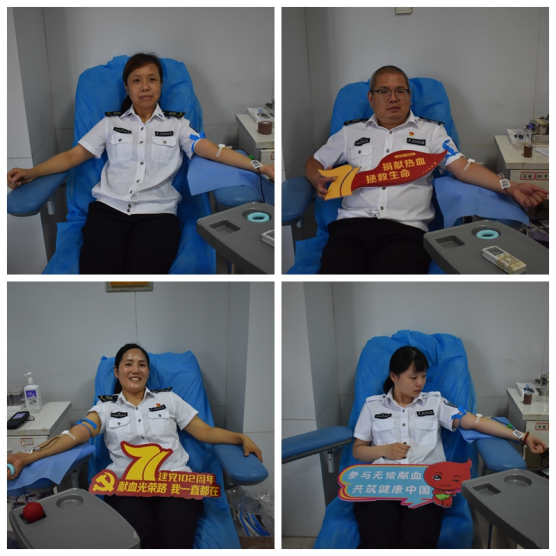 捐献热血
拯救生命
71
建党102周年
献血光荣路 我一直都在
参与无偿献血
共筑健康中国